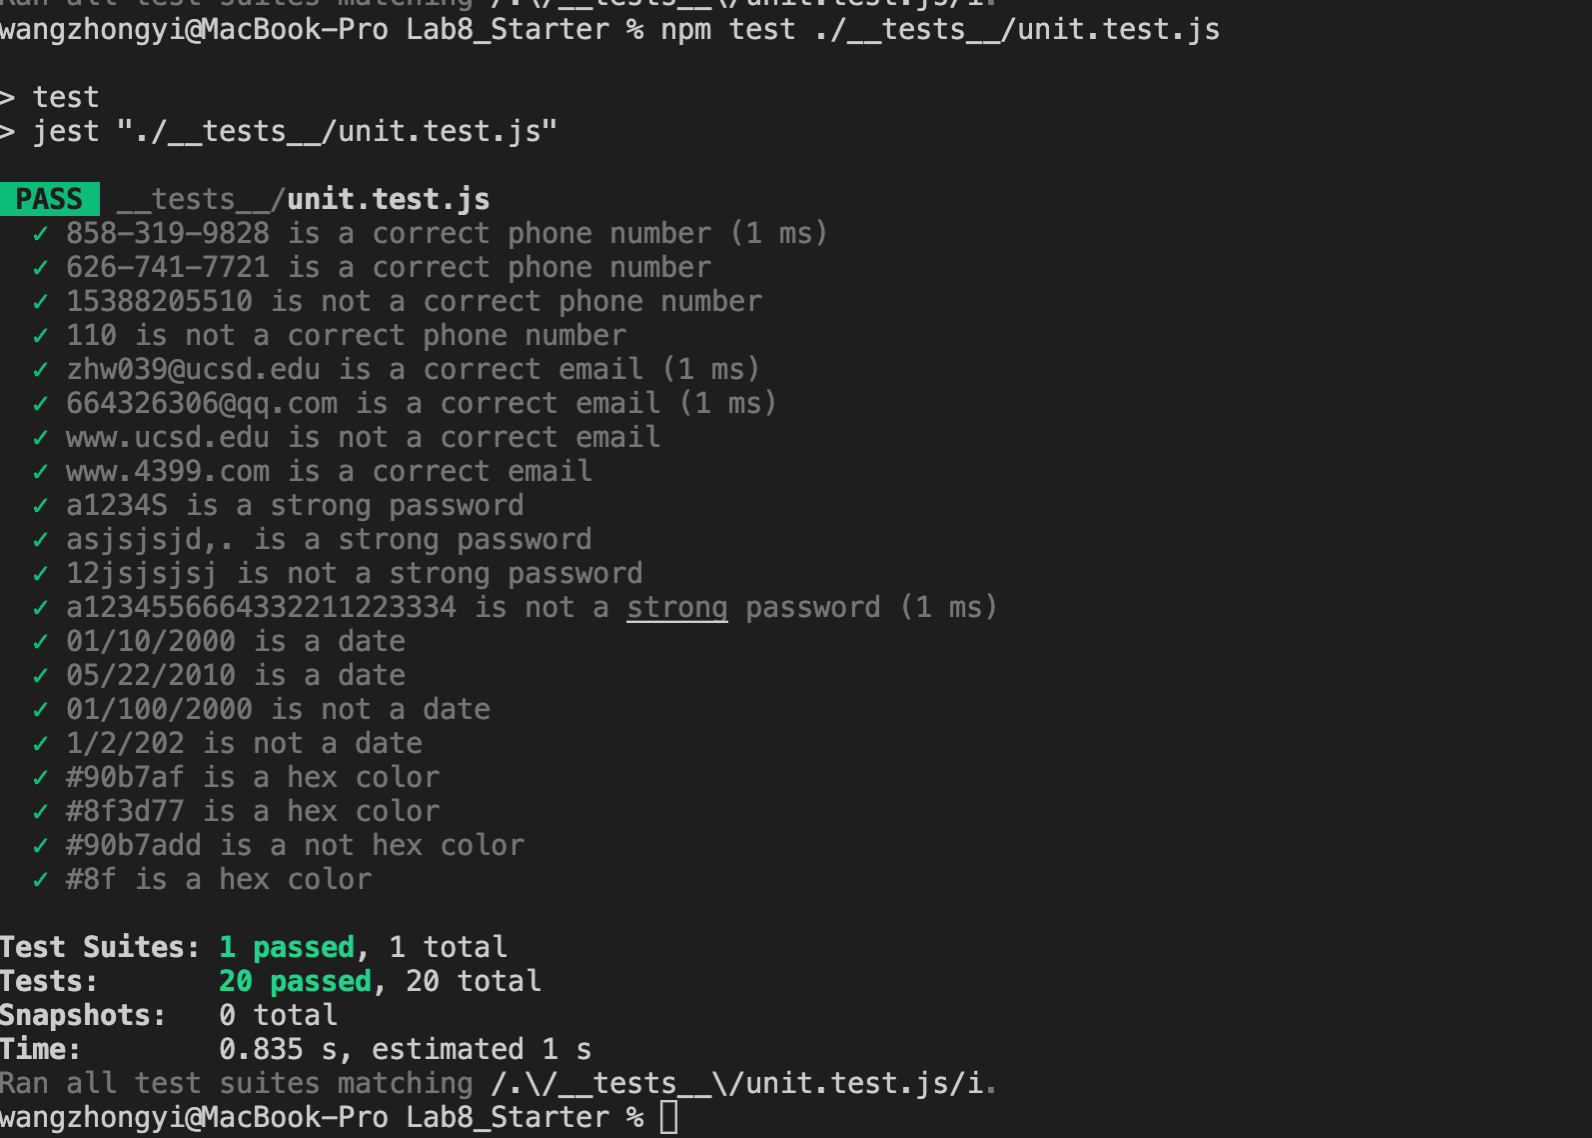 Ran all test suites matching /.\/__tests__\/unit.test.js/i.
wangzhongyi@MacBook-Pro Lab8_Starter % npm test ./__tests__/unit.test.js
> test
> jest "./__tests__/unit.test.js"
PASS __tests__/unit.test.js
✓ 858-319-9828 is a correct phone number (1 ms)
✓ 626-741-7721 is a correct phone number
✓ 15388205510 is not a correct phone number
✓ 110 is not a correct phone number
✓ zhw039@ucsd.edu is a correct email (1 ms)
✓ 664326306@qq.com is a correct email (1 ms)
✓ www.ucsd.edu is not a correct email
✓ www.4399.com is a correct email
✓ a1234S is a strong password
✓ asjsjsjd,. is a strong password
✓ 12jsjsjsj is not a strong password
✓ a1234556664332211223334 is not a strong password (1 ms)
✓ 01/10/2000 is a date
✓ 05/22/2010 is a date
✓ 01/100/2000 is not a date
✓ 1/2/202 is not a date
✓ #90b7af is a hex color
✓ #8f3d77 is a hex color
✓ #90b7add is a not hex color
✓ #8f is a hex color
Test Suites: 1 passed, 1 total
Tests: 20 passed, 20 total
Snapshots: 0 total
Time: 0.835 s, estimated 1 s
Ran all test suites matching /.\/__tests__\/unit.test.js/i.
wangzhongyi@MacBook-Pro Lab8_Starter %